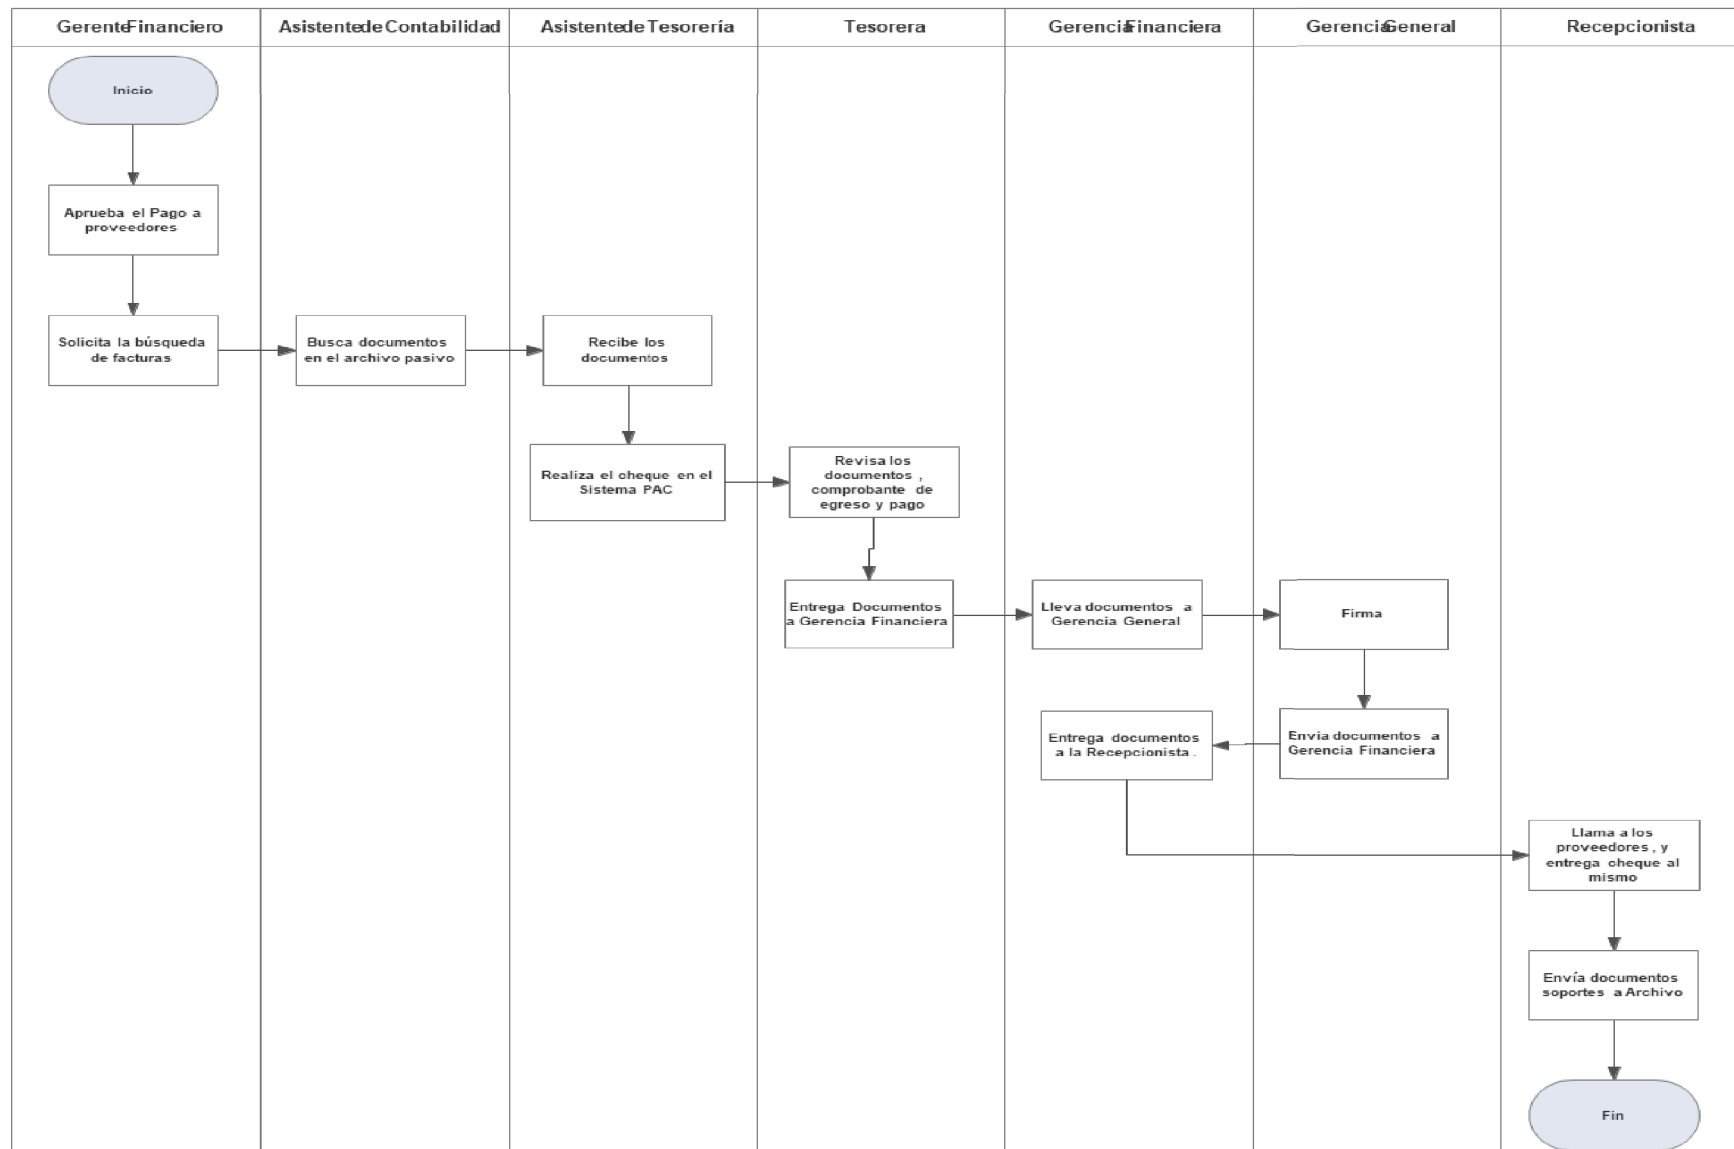 Gerente Financiero
Asistente de Contabilidad
Asistente de Tesorería
Tesorera
Gerencia Financiera
Gerencia General
Recepcionista
Inicio
Aprueba el Pago a
proveedores
Solicita la búsqueda
de facturas
Busca documentos
en el archivo pasivo
Recibe los
documentos
Realiza el cheque en el
Sistema PAC
Revisa los
documentos ,
comprobante de
egreso y pago
Entrega Documentos
a Gerencia Financiera
Lleva documentos a
Gerencia General
Firma
Envía documentos a
Gerencia Financiera
Entrega documentos
a la Recepcionista .
Llama a los
proveedores , y
entrega cheque al
mismo
Envía documentos
soportes a Archivo
Fin